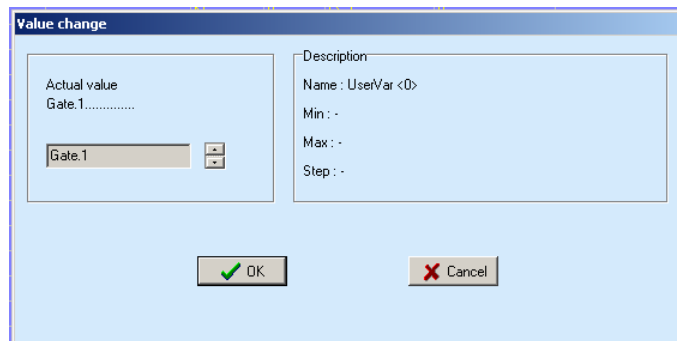 Value change
Actual value
Gate.1..............
Gate.1
Description
Name : UserVar <0>
Min : -
Max : -
Step : -
OK
Cancel